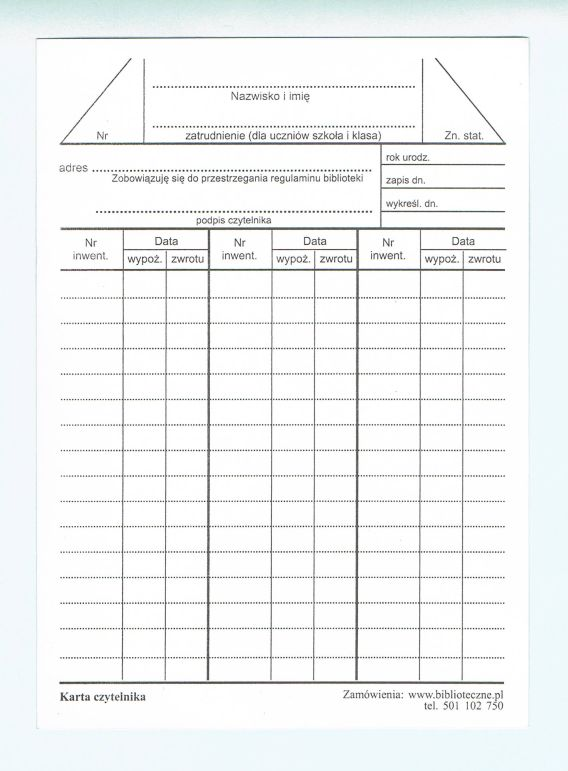 Nazwisko i imię
Nr zatrudnienie (dla uczniów szkoła i klasa) Zn. stat.
adres
Zobowiązuję się do przestrzegania regulaminu biblioteki
podpis czytelnika
rok urodz.
zapis dn.
wykreśl. dn.
Nr inwent. Data wypoż. zwrotu Nr inwent. Data wypoż. zwrotu Nr inwent. Data wypoż. zwrotu
Karta czytelnika
Zamówienia: www.biblioteczne.pl
tel. 501 102 750